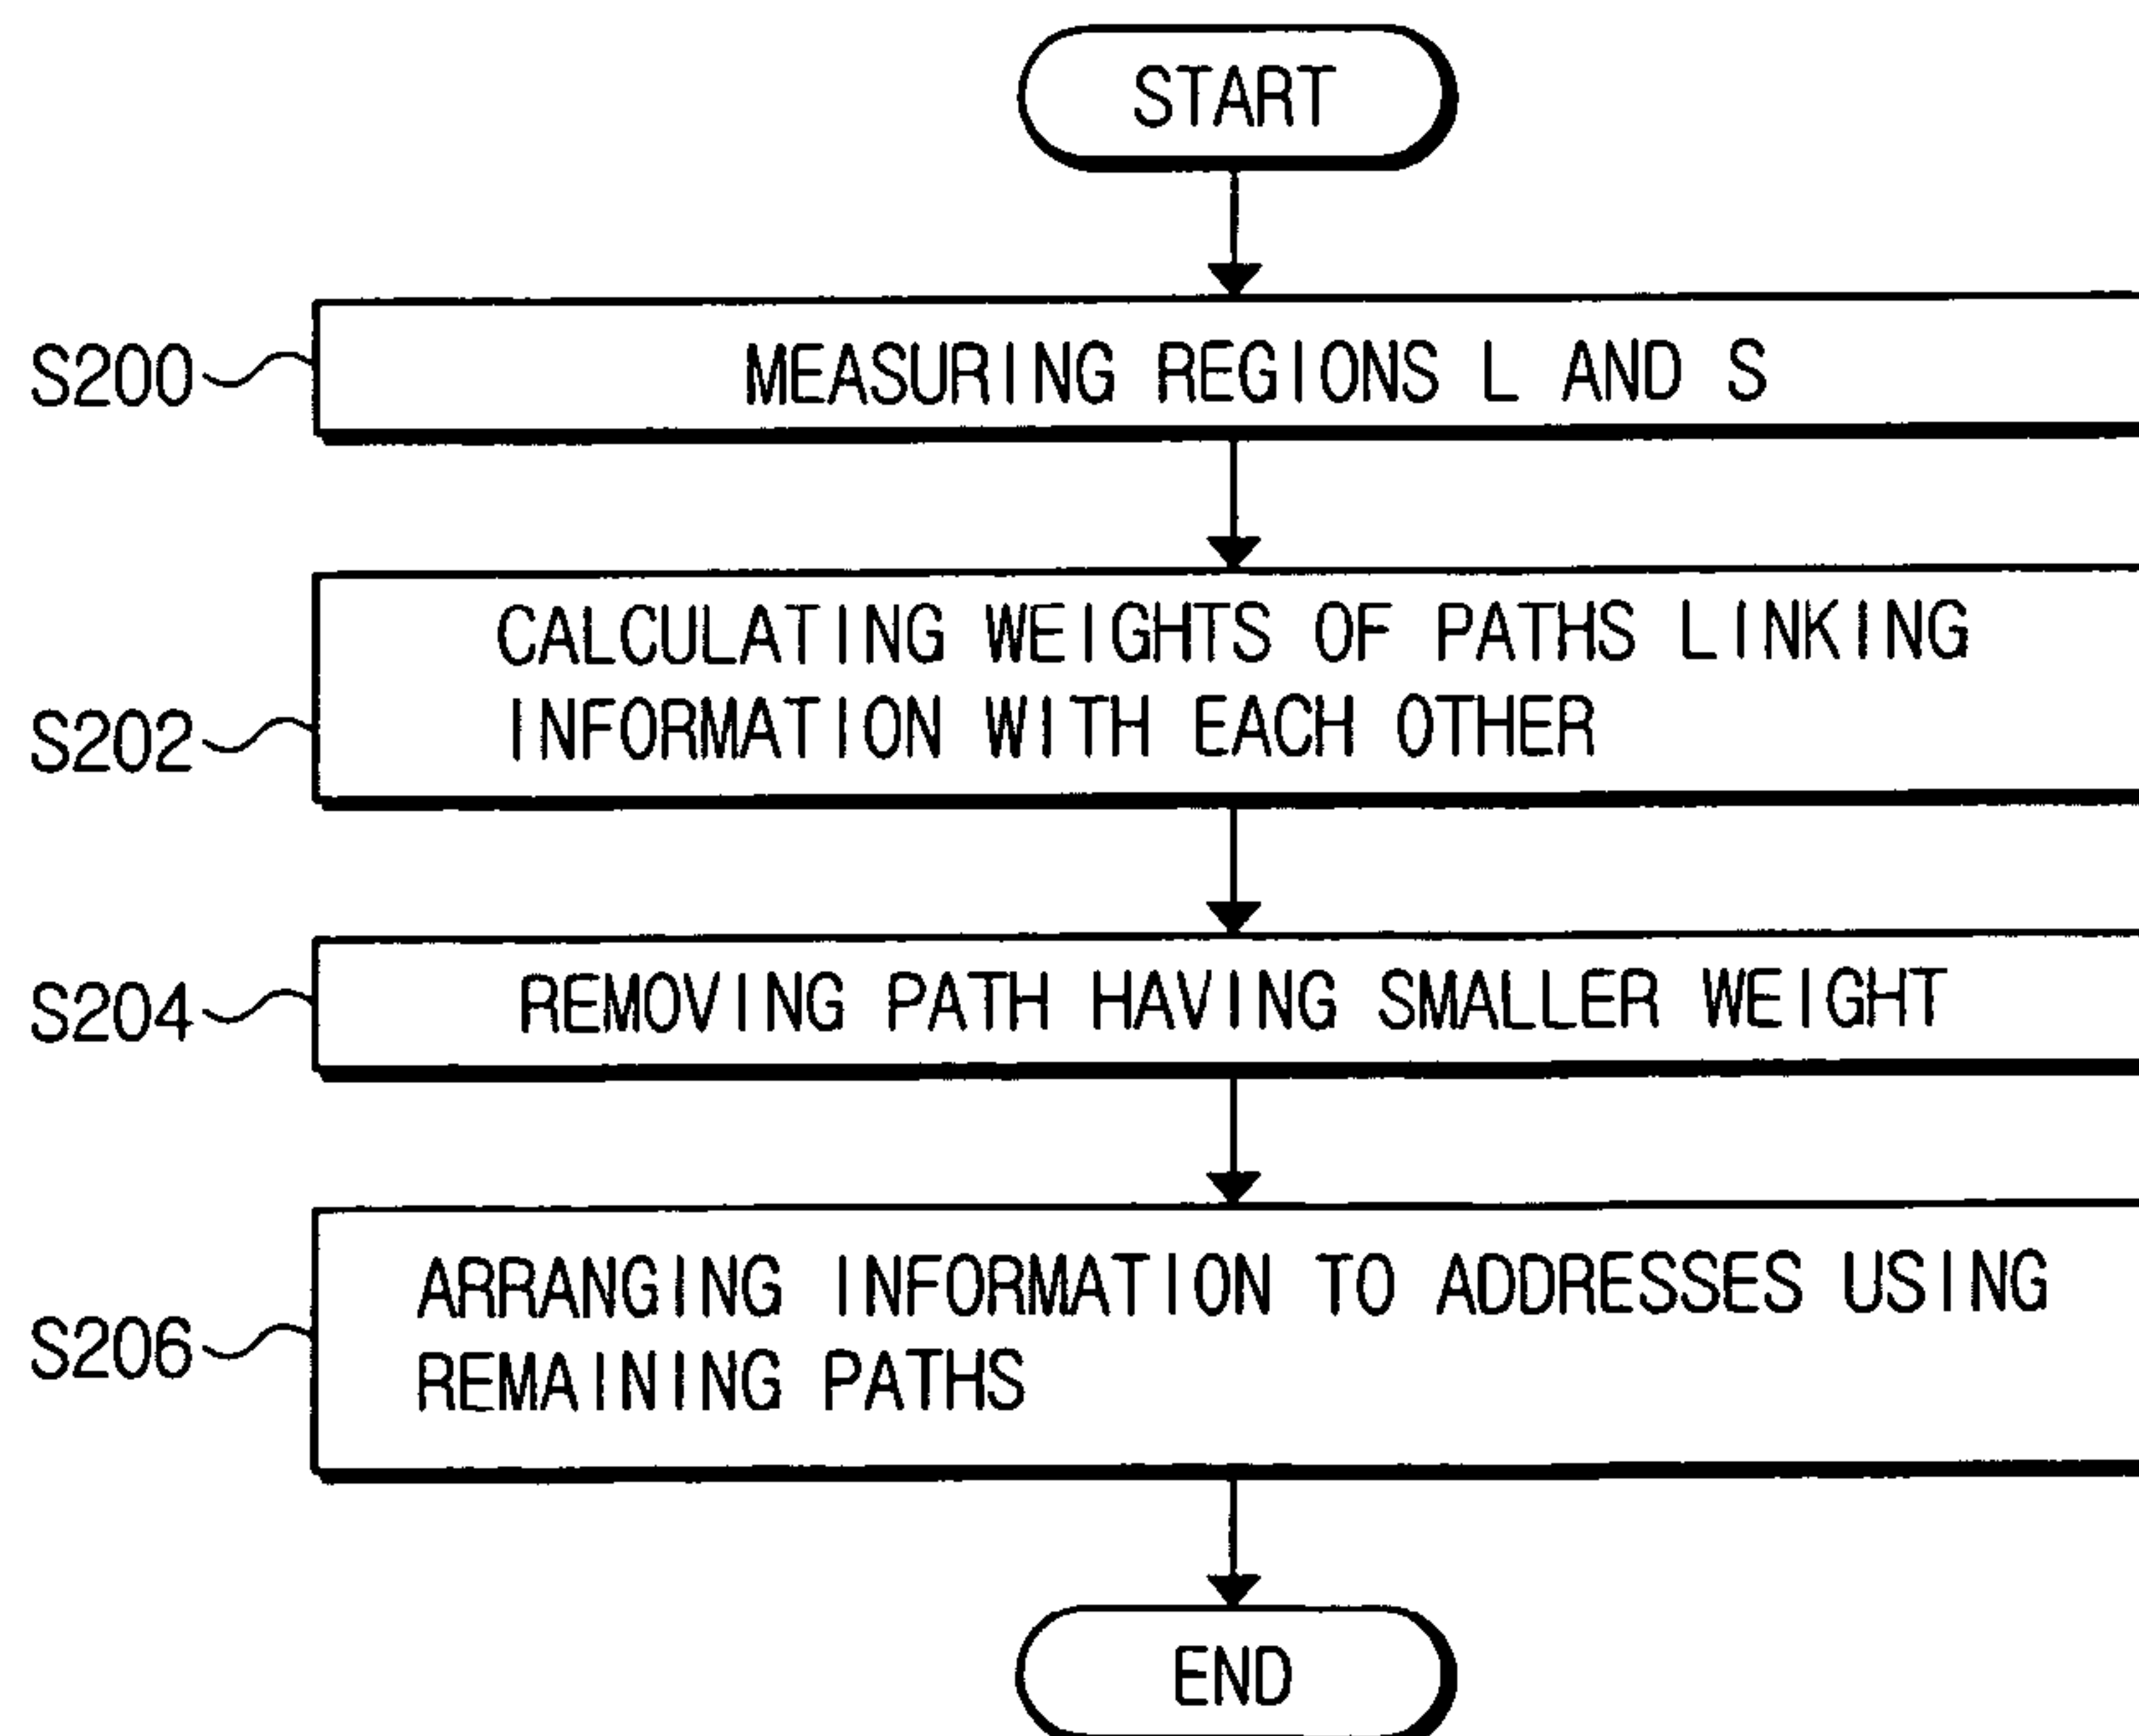 START
S200
MEASURING REGIONS L AND S
CALCULATING WEIGHTS OF PATHS LINKING
INFORMATION WITH EACH OTHER
S202
S204
REMOVING PATH HAVING SMALLER WEIGHT
ARRANGING INFORMATION TO ADDRESSES USING
REMAINING PATHS
S206
END